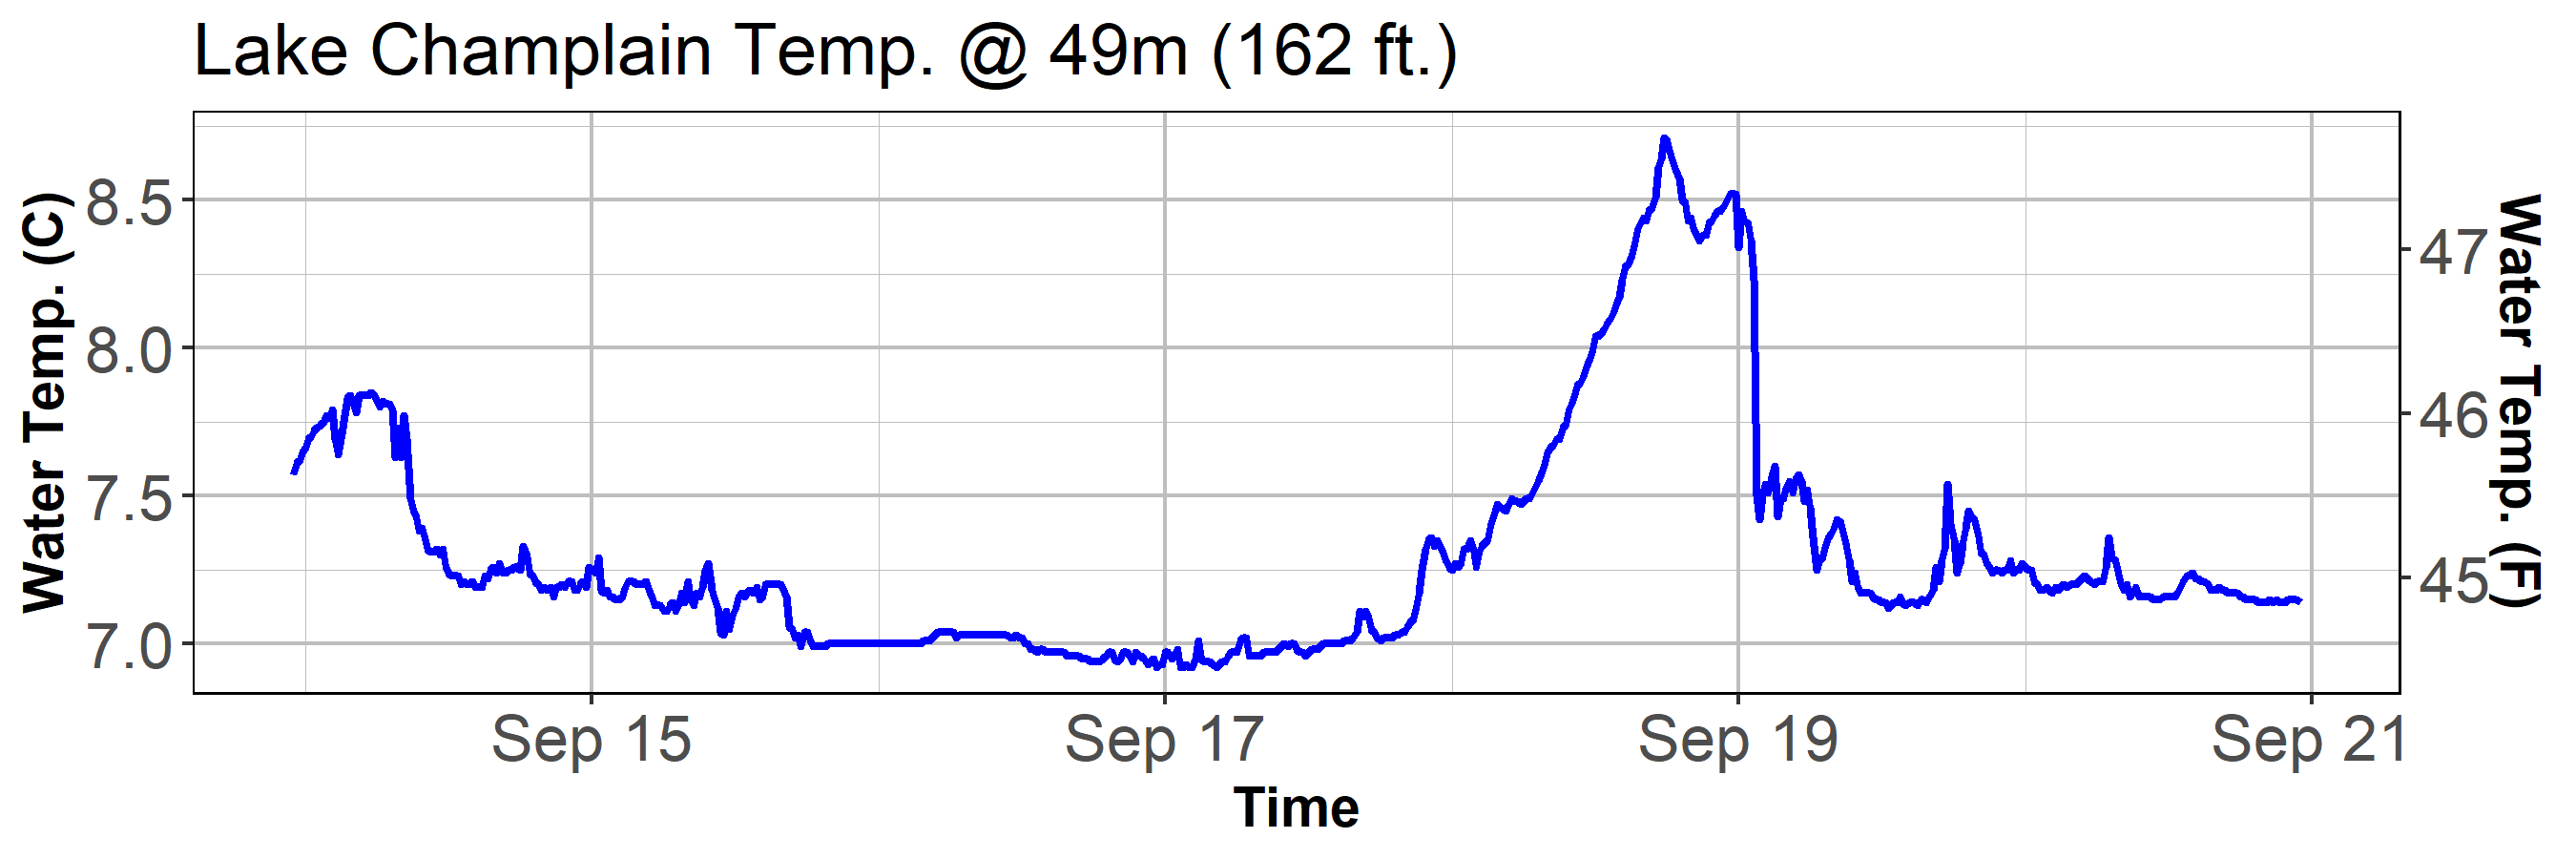 Lake Champlain Temp. @ 49m (162 ft.)
Water Temp. (C)
8.5
8.0
7.5
7.0
47
46
45
Water Temp. (F)
Sep 15 Sep 17 Sep 19 Sep 21
Time